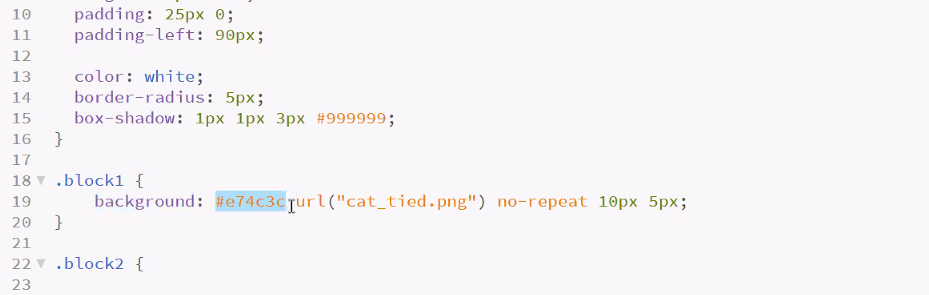 10 padding: 25px 0;
11 padding-left: 90px;
12
13 color: white;
14 border-radius: 5px;
15 box-shadow: 1px 1px 3px #999999;
16 }
17
18 .block1 {
19 background: #e74c3c url("cat_tied.png") no-repeat 10px 5px;
20 }
21
22 .block2 {
23